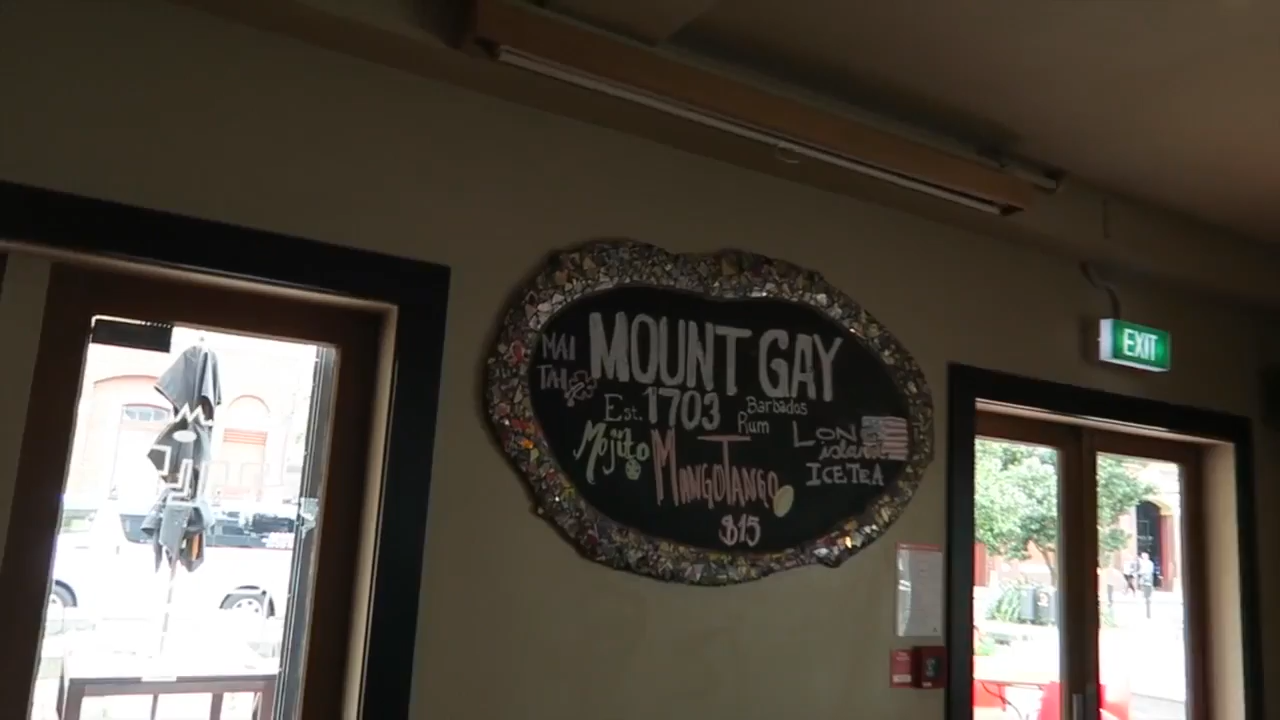 MOUNT GAY
MAI
TAI
Est. 1703
Barbados
Rum
Mojito
MANGOTANGO
LONG
island
ICE TEA
$15
EXIT